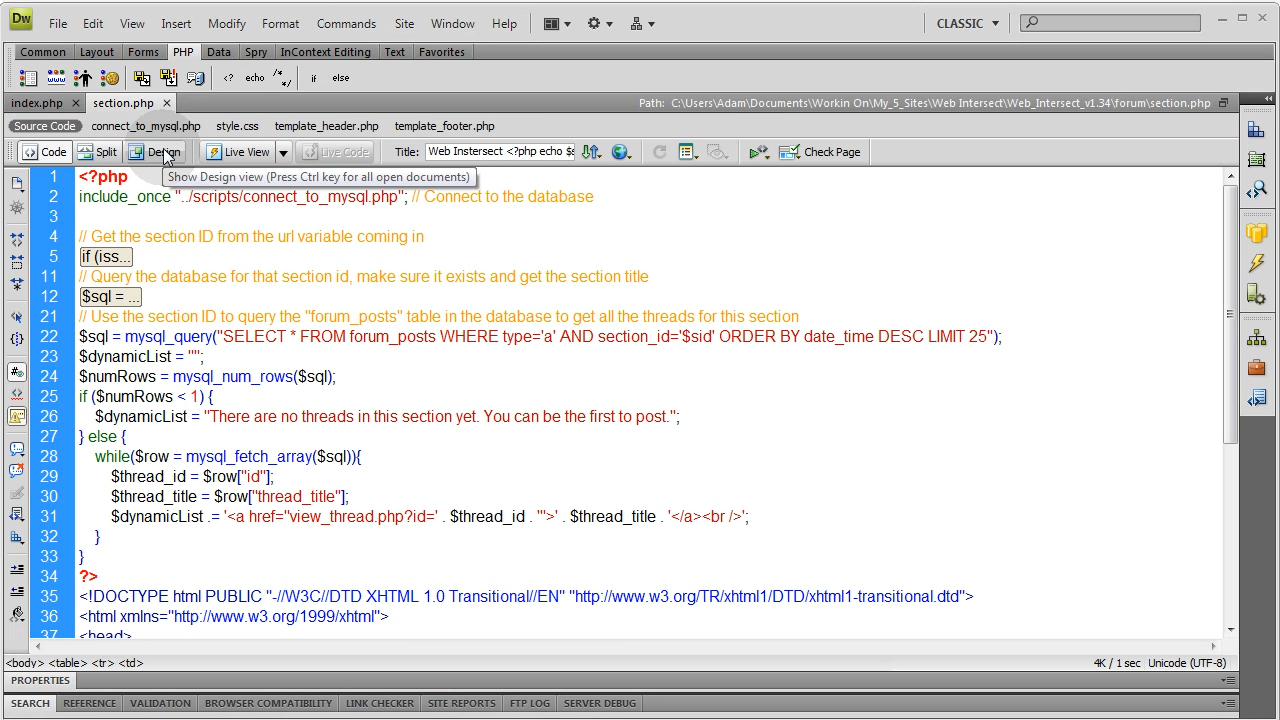 Dw File Edit View Insert Modify Format Commands Site Window Help CLASSIC
Common Layout Forms PHP Data Spry InContext Editing Text Favorites
<? echo /* */ if else
index.php section.php Path: C:\Users\Adam\Documents\Workin On\My_5_Sites\Web Intersect\Web_Intersect_v1.34\forum\section.php
Source Code connect_to_mysql.php style.css template_header.php template_footer.php
Code Split Design Live View Live Code Title: Web Instersect <?php echo $s Check Page
Show Design view (Press Ctrl key for all open documents)
1 <?php
2 include_once "../scripts/connect_to_mysql.php"; // Connect to the database
3
4 // Get the section ID from the url variable coming in
5 if (iss...
11 // Query the database for that section id, make sure it exists and get the section title
12 $sql = ...
21 // Use the section ID to query the "forum_posts" table in the database to get all the threads for this section
22 $sql = mysql_query("SELECT * FROM forum_posts WHERE type='a' AND section_id='$sid' ORDER BY date_time DESC LIMIT 25");
23 $dynamicList = "";
24 $numRows = mysql_num_rows($sql);
25 if ($numRows < 1) {
26 $dynamicList = "There are no threads in this section yet. You can be the first to post.";
27 } else {
28 while($row = mysql_fetch_array($sql)){
29 $thread_id = $row["id"];
30 $thread_title = $row["thread_title"];
31 $dynamicList .= '<a href="view_thread.php?id=' . $thread_id . '">' . $thread_title . '</a><br />';
32 }
33 }
34 ?>
35 <!DOCTYPE html PUBLIC "-//W3C//DTD XHTML 1.0 Transitional//EN" "http://www.w3.org/TR/xhtml1/DTD/xhtml1-transitional.dtd">
36 <html xmlns="http://www.w3.org/1999/xhtml">
37 <head>
<body> <table> <tr> <td> 4K / 1 sec Unicode (UTF-8)
PROPERTIES
SEARCH REFERENCE VALIDATION BROWSER COMPATIBILITY LINK CHECKER SITE REPORTS FTP LOG SERVER DEBUG